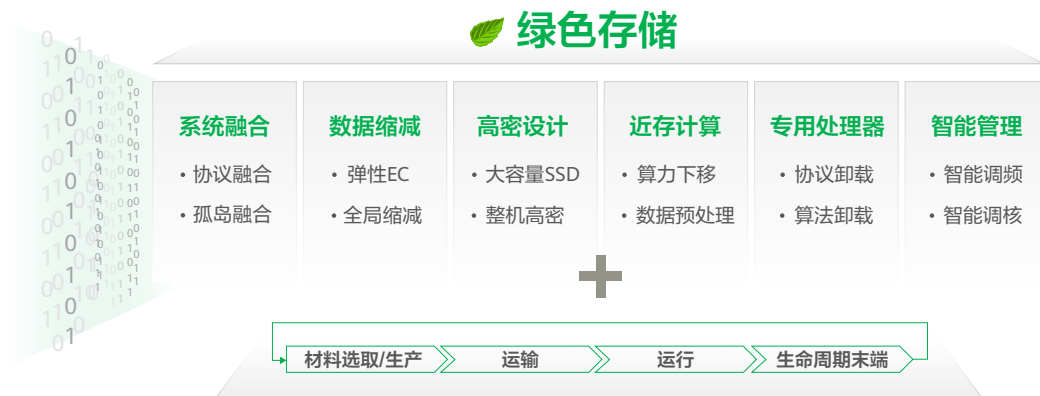 绿色存储
系统融合
• 协议融合
• 孤岛融合
数据缩减
• 弹性EC
• 全局缩减
高密设计
• 大容量SSD
• 整机高密
近存计算
• 算力下移
• 数据预处理
专用处理器
• 协议卸载
• 算法卸载
智能管理
• 智能调频
• 智能调核
材料选取/生产
运输
运行
生命周期末端